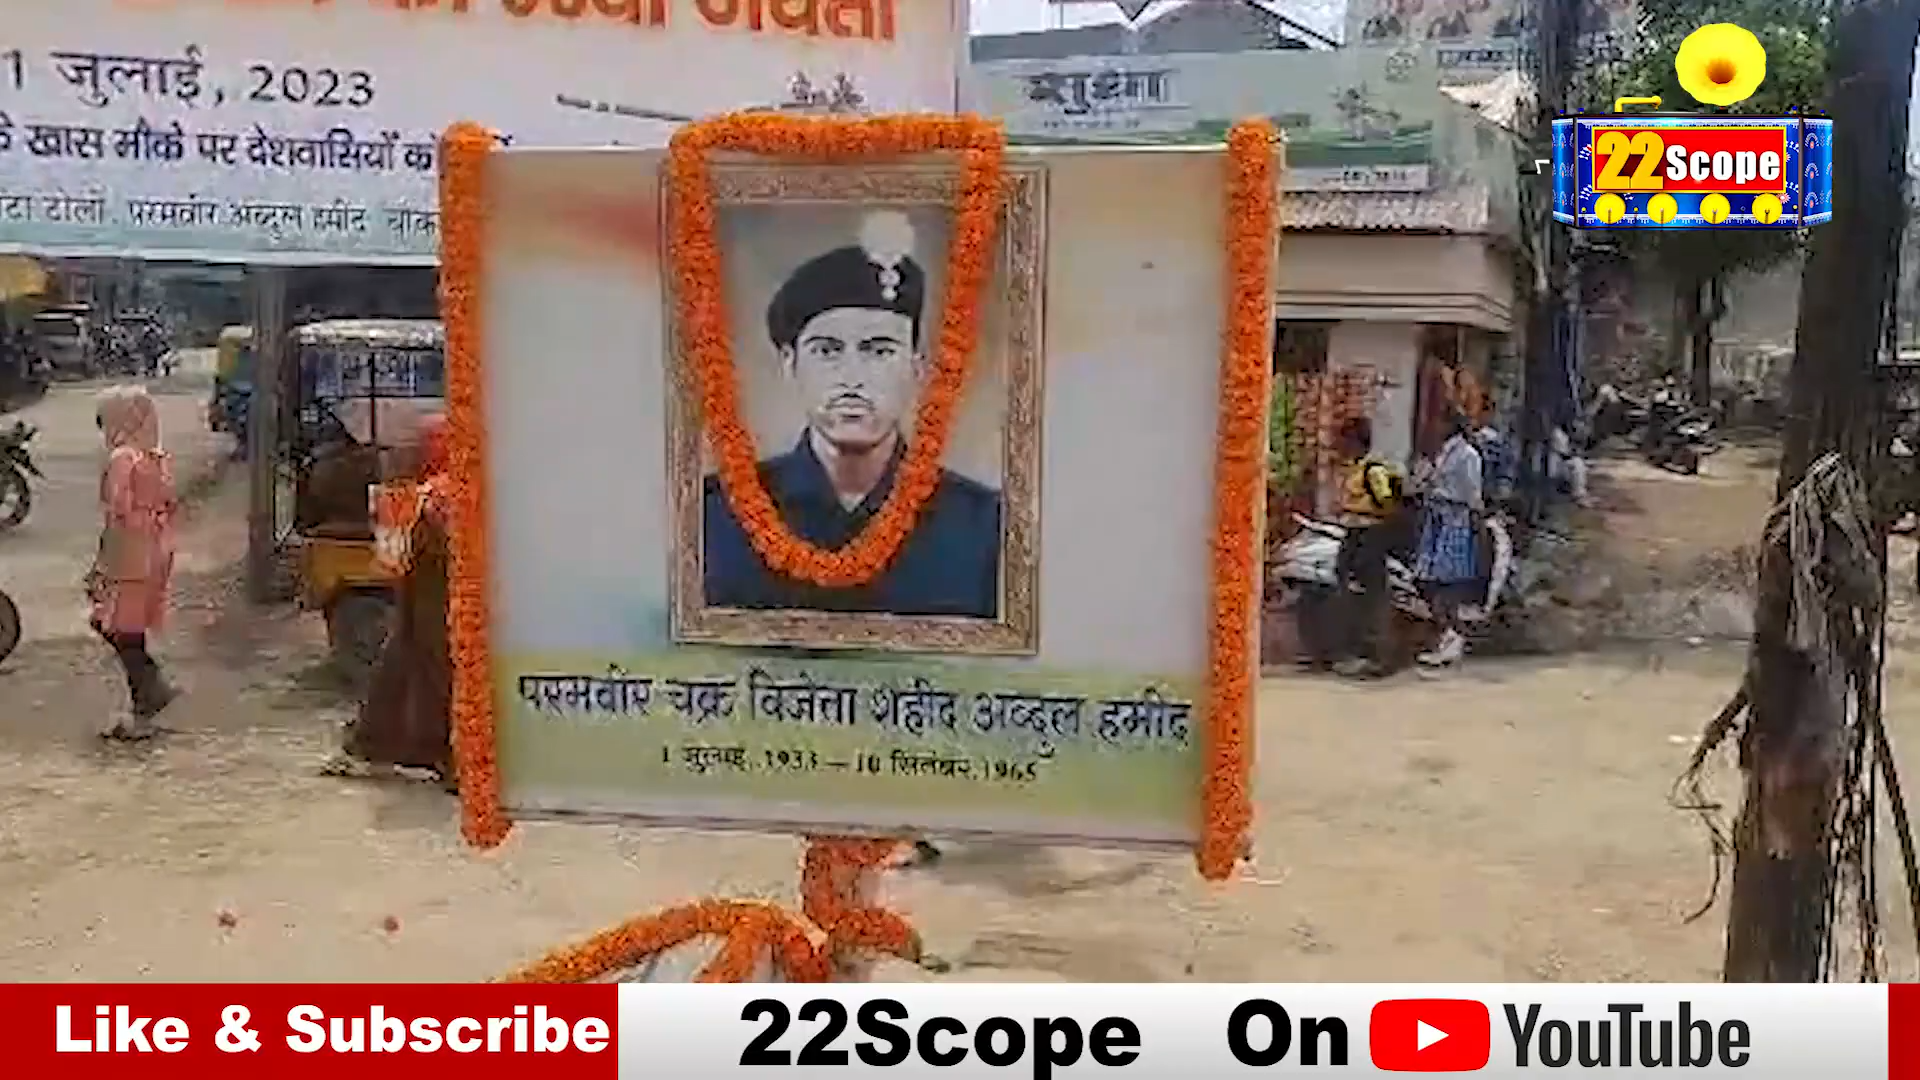 जयंती
1 जुलाई, 2023
के खास मौके पर देशवासियों को
टोली, परमवीर अब्दुल हमीद चौक
22Scope
परमवीर चक्र विजेता शहीद अब्दुल हमीद
1 जुलाई, 1933 – 10 सितंबर, 1965
Like & Subscribe 22Scope On YouTube